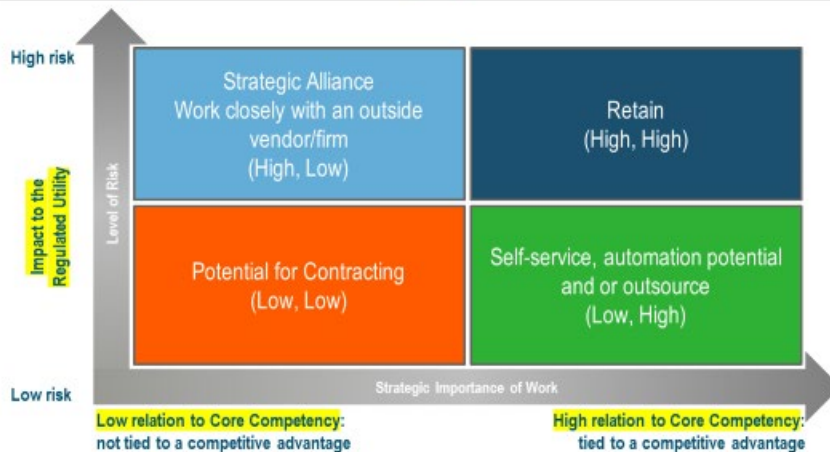 High risk
Strategic Alliance
Work closely with an outside
vendor/firm
(High, Low)
Retain
(High, High)
Impact to the
Regulated Utility
Level of Risk
Potential for Contracting
(Low, Low)
Self-service, automation potential
and or outsource
(Low, High)
Low risk
Strategic Importance of Work
Low relation to Core Competency:
not tied to a competitive advantage
High relation to Core Competency:
tied to a competitive advantage